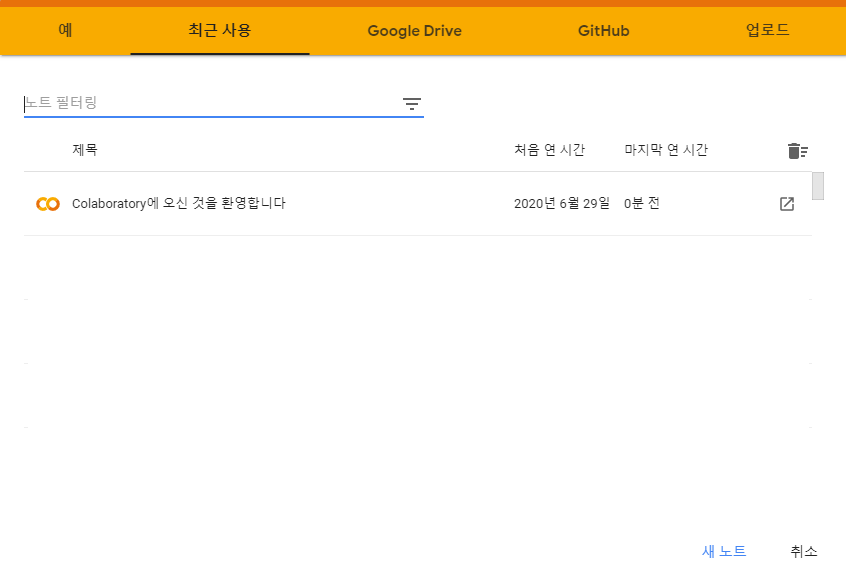 예 최근 사용 Google Drive GitHub 업로드
노트 필터링
제목 처음 연 시간 마지막 연 시간
Colaboratory에 오신 것을 환영합니다 2020년 6월 29일 0분 전
새 노트 취소